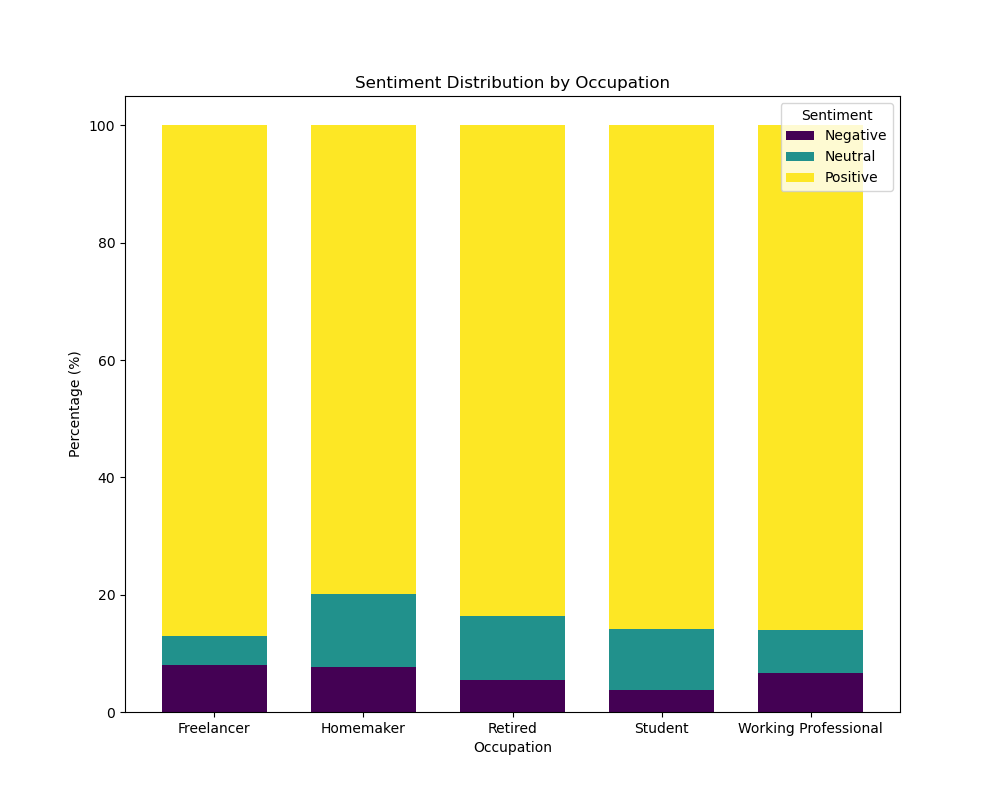 Sentiment Distribution by Occupation
Sentiment
Negative
Neutral
Positive
Percentage (%)
100
80
60
40
20
0
Freelancer Homemaker Retired Student Working Professional
Occupation